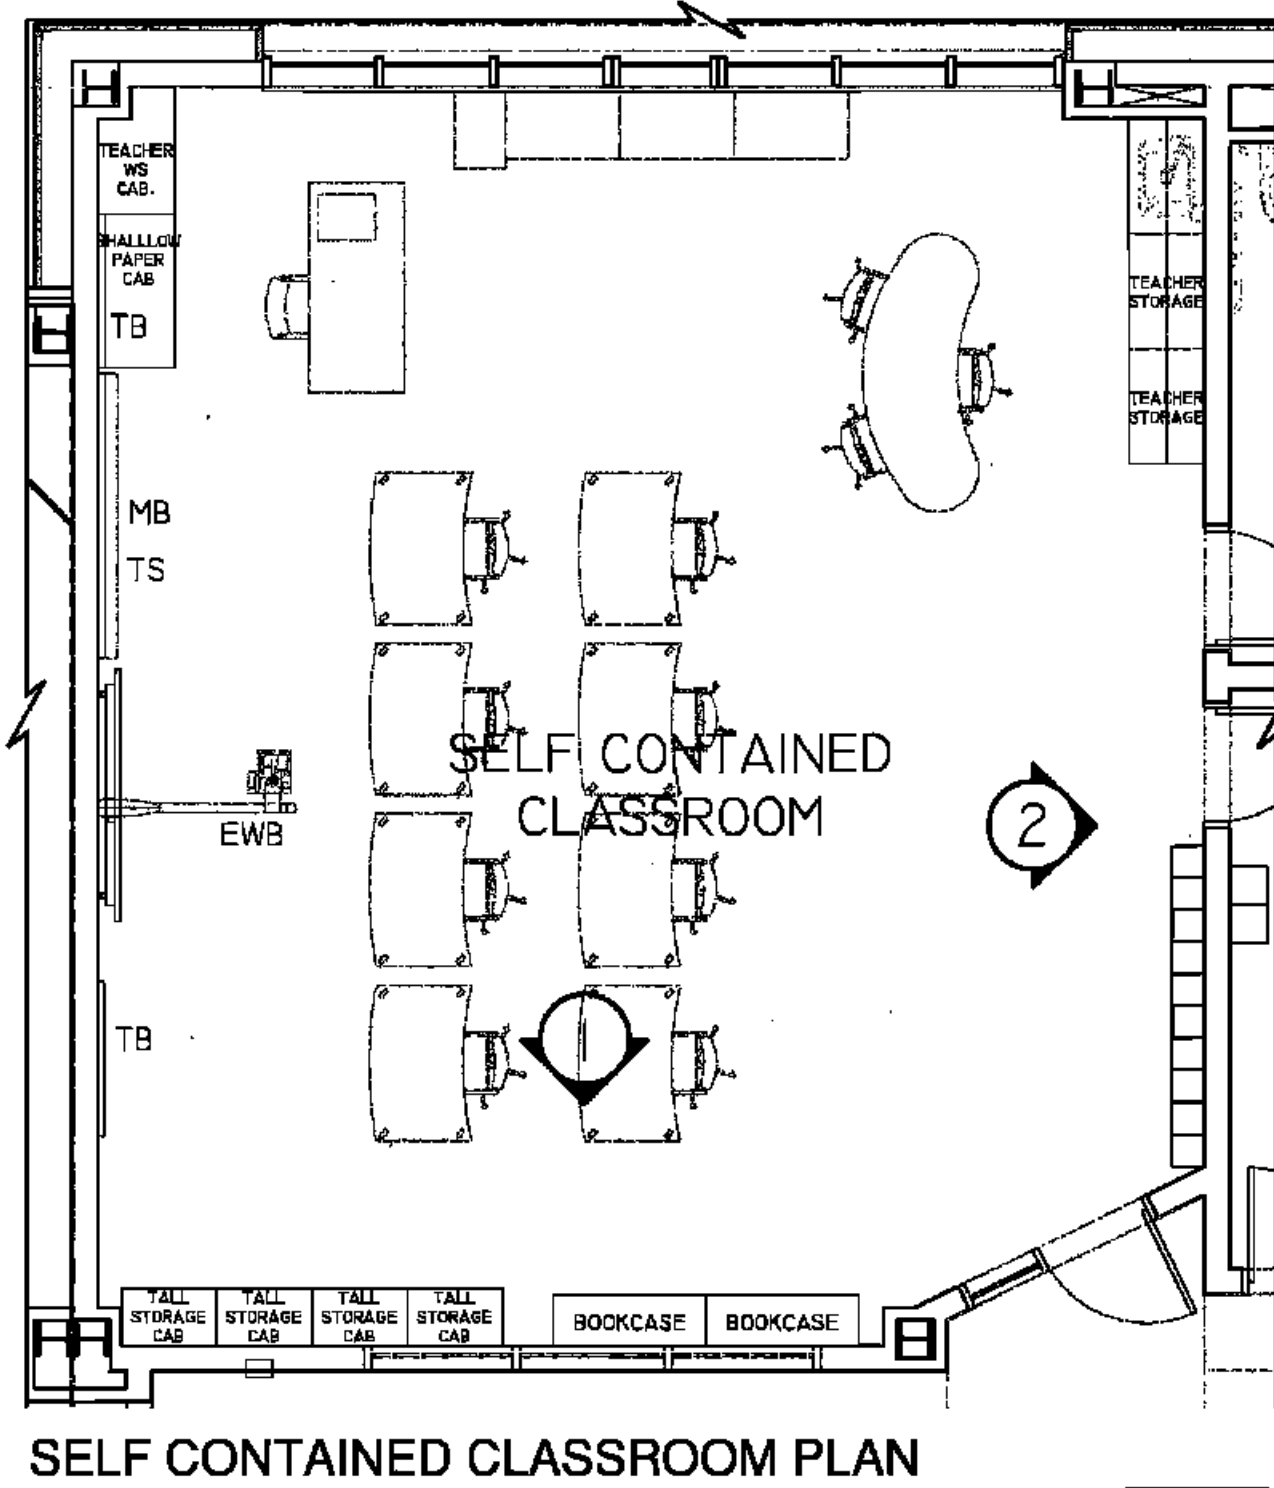 TEACHER
WS
CAB.
SHALLLOW
PAPER
CAB
TB
TEACHER
STORAGE
TEACHER
STORAGE
MB
TS
SELF CONTAINED
CLASSROOM
EWB
2
1
TB
TALL
STORAGE
CAB
TALL
STORAGE
CAB
TALL
STORAGE
CAB
TALL
STORAGE
CAB
BOOKCASE
BOOKCASE
SELF CONTAINED CLASSROOM PLAN